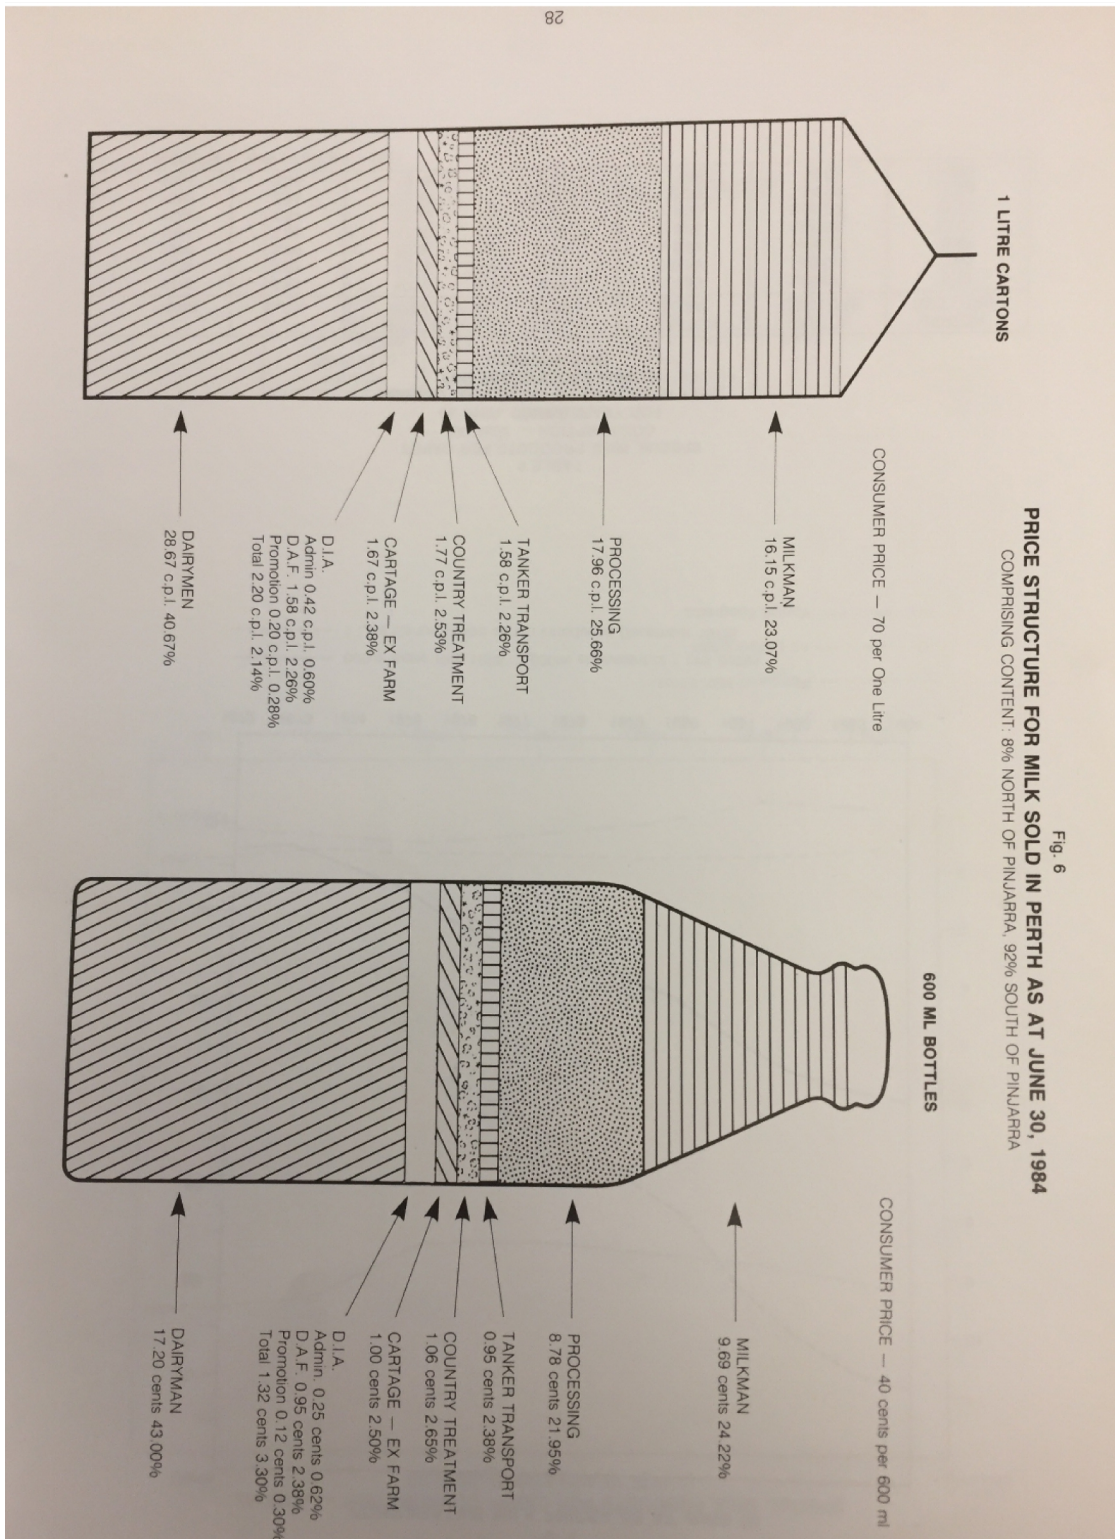 Fig. 6
PRICE STRUCTURE FOR MILK SOLD IN PERTH AS AT JUNE 30, 1984
COMPRISING CONTENT: 8% NORTH OF PINJARRA, 92% SOUTH OF PINJARRA
1 LITRE CARTONS
CONSUMER PRICE — 70 per One Litre
MILKMAN
16.15 c.p.l. 23.07%
PROCESSING
17.96 c.p.l. 25.66%
TANKER TRANSPORT
1.58 c.p.l. 2.26%
COUNTRY TREATMENT
1.77 c.p.l. 2.53%
CARTAGE — EX FARM
1.67 c.p.l. 2.38%
D.I.A.
Admin 0.42 c.p.l. 0.60%
D.A.F. 1.58 c.p.l. 2.26%
Promotion 0.20 c.p.l. 0.28%
Total 2.20 c.p.l. 2.14%
DAIRYMEN
28.67 c.p.l. 40.67%
600 ML BOTTLES
CONSUMER PRICE — 40 cents per 600 ml
MILKMAN
9.69 cents 24.22%
PROCESSING
8.78 cents 21.95%
TANKER TRANSPORT
0.95 cents 2.38%
COUNTRY TREATMENT
1.06 cents 2.65%
CARTAGE — EX FARM
1.00 cents 2.50%
D.I.A.
Admin. 0.25 cents 0.62%
D.A.F. 0.95 cents 2.38%
Promotion 0.12 cents 0.30%
Total 1.32 cents 3.30%
DAIRYMAN
17.20 cents 43.00%
28